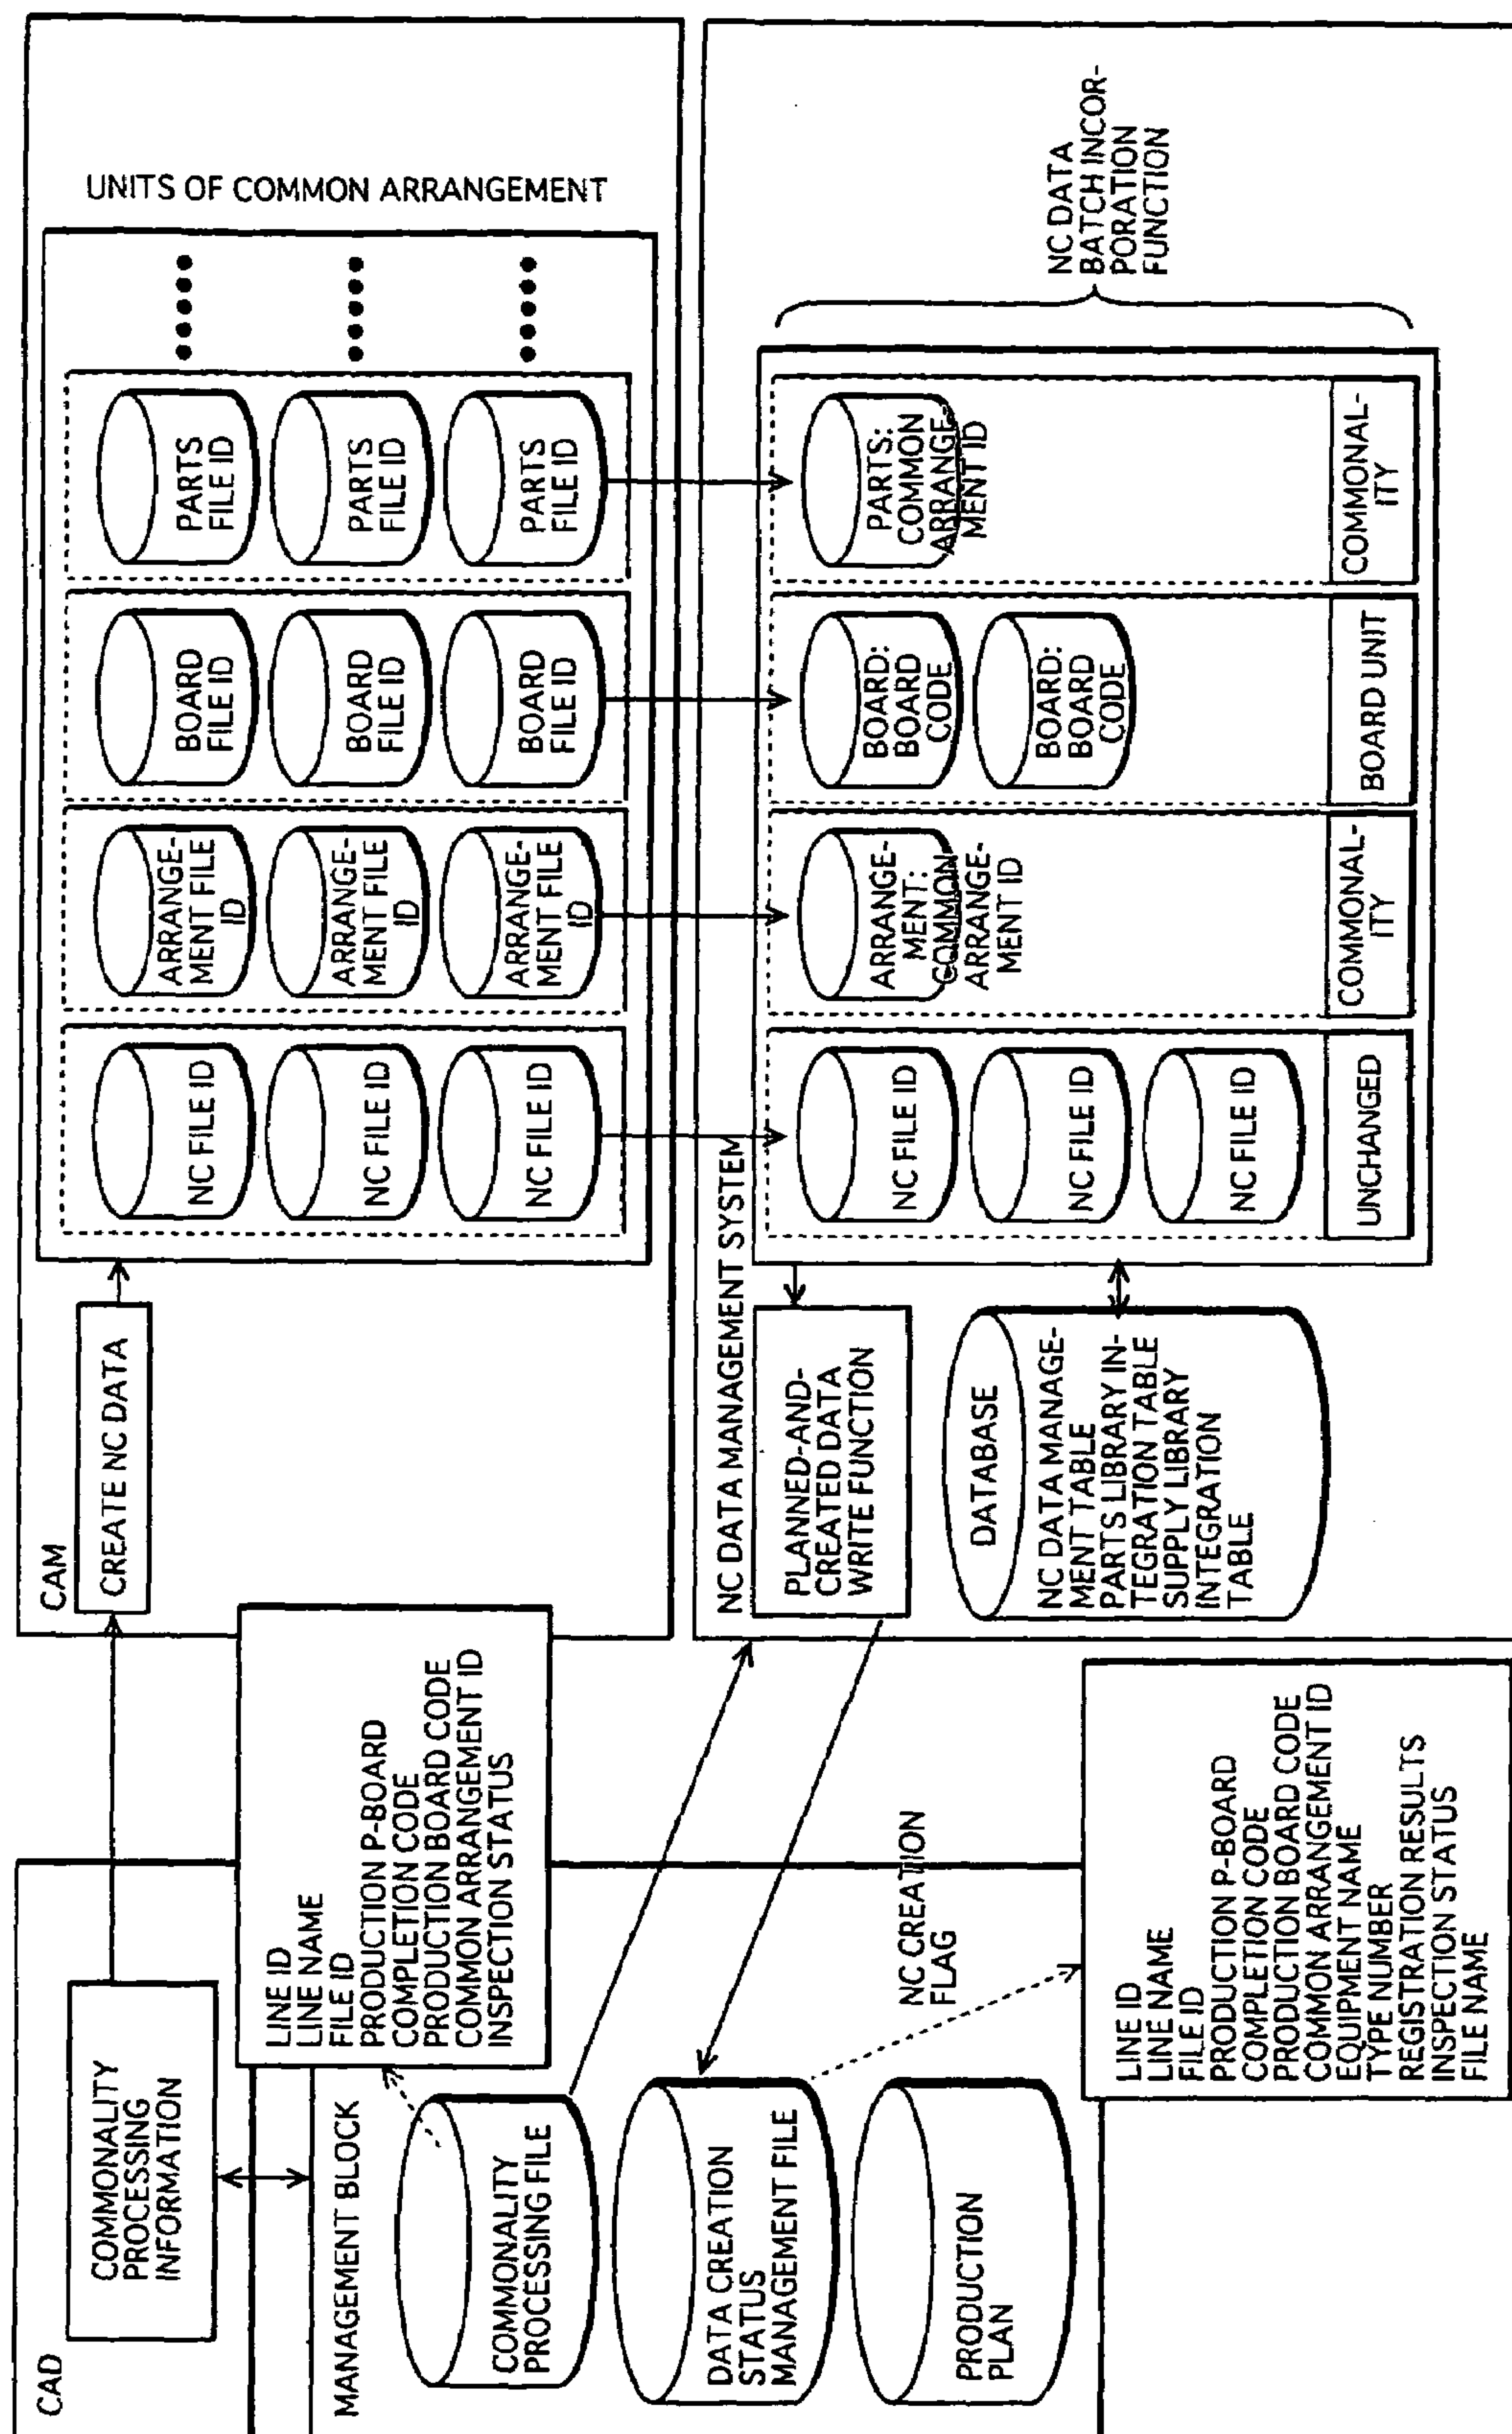 CAD
COMMONALITY
PROCESSING
INFORMATION
MANAGEMENT BLOCK
COMMONALITY
PROCESSING FILE
DATA CREATION
STATUS
MANAGEMENT FILE
PRODUCTION
PLAN
LINE ID
LINE NAME
FILE ID
PRODUCTION P-BOARD
COMPLETION CODE
PRODUCTION BOARD CODE
COMMON ARRANGEMENT ID
INSPECTION STATUS
NC CREATION
FLAG
LINE ID
LINE NAME
FILE ID
PRODUCTION P-BOARD
COMPLETION CODE
PRODUCTION BOARD CODE
COMMON ARRANGEMENT ID
EQUIPMENT NAME
TYPE NUMBER
REGISTRATION RESULTS
INSPECTION STATUS
FILE NAME
CAM
CREATE NC DATA
UNITS OF COMMON ARRANGEMENT
NC FILE ID
NC FILE ID
NC FILE ID
ARRANGE-
MENT FILE
ID
ARRANGE-
MENT FILE
ID
ARRANGE-
MENT FILE
ID
BOARD
FILE ID
BOARD
FILE ID
BOARD
FILE ID
PARTS
FILE ID
PARTS
FILE ID
PARTS
FILE ID
NC DATA MANAGEMENT SYSTEM
PLANNED-AND-
CREATED DATA
WRITE FUNCTION
DATABASE
NC DATA MANAGE-
MENT TABLE
PARTS LIBRARY IN-
TEGRATION TABLE
SUPPLY LIBRARY
INTEGRATION
TABLE
NC FILE ID
NC FILE ID
NC FILE ID
UNCHANGED
ARRANGE-
MENT:
COMMON
ARRANGE-
MENT ID
COMMONAL-
ITY
BOARD:
BOARD
CODE
BOARD:
BOARD
CODE
BOARD UNIT
PARTS:
COMMON
ARRANGE-
MENT ID
COMMONAL-
ITY
NC DATA
BATCH INCOR-
PORATION
FUNCTION